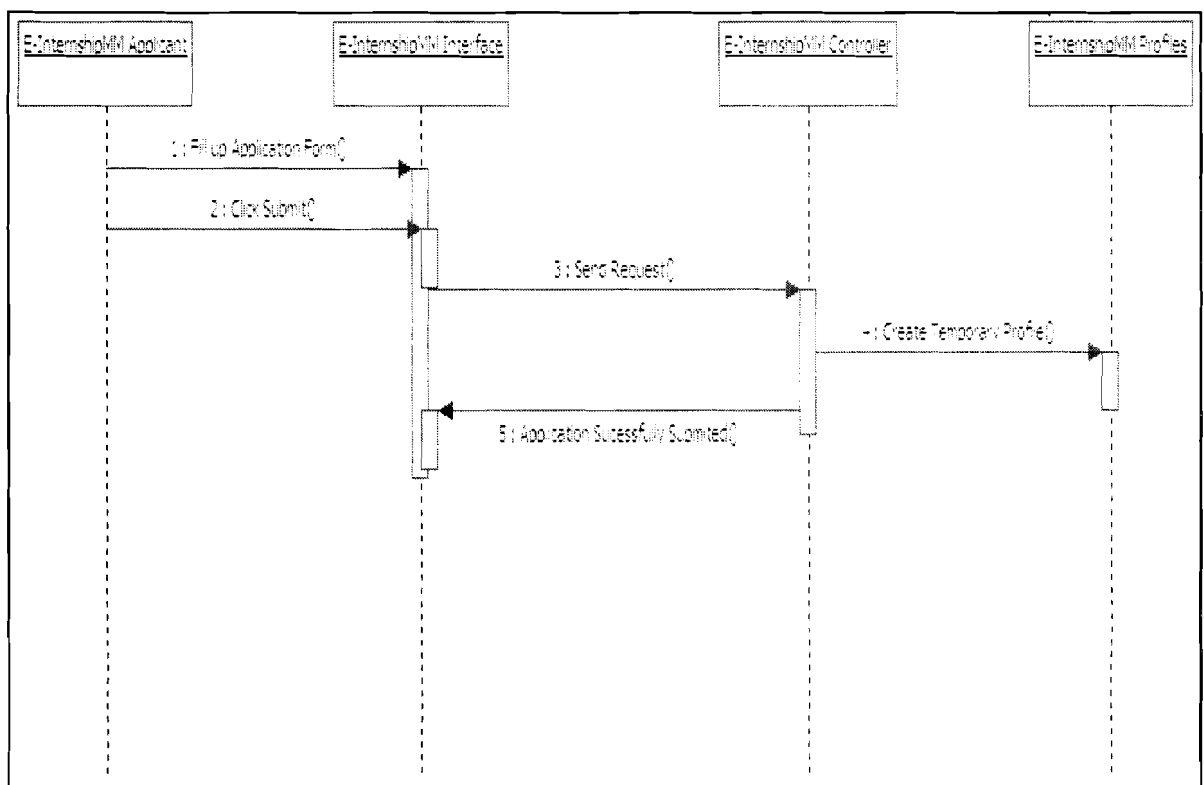 E-InternshipMM Applicant
E-InternshipMM Interface
E-InternshipMM Controller
E-InternshipMM Profiles
1 : Fill up Application Form()
2 : Click Submit()
3 : Send Request()
4 : Create Temporary Profile()
5 : Application Sucessfully Submited()